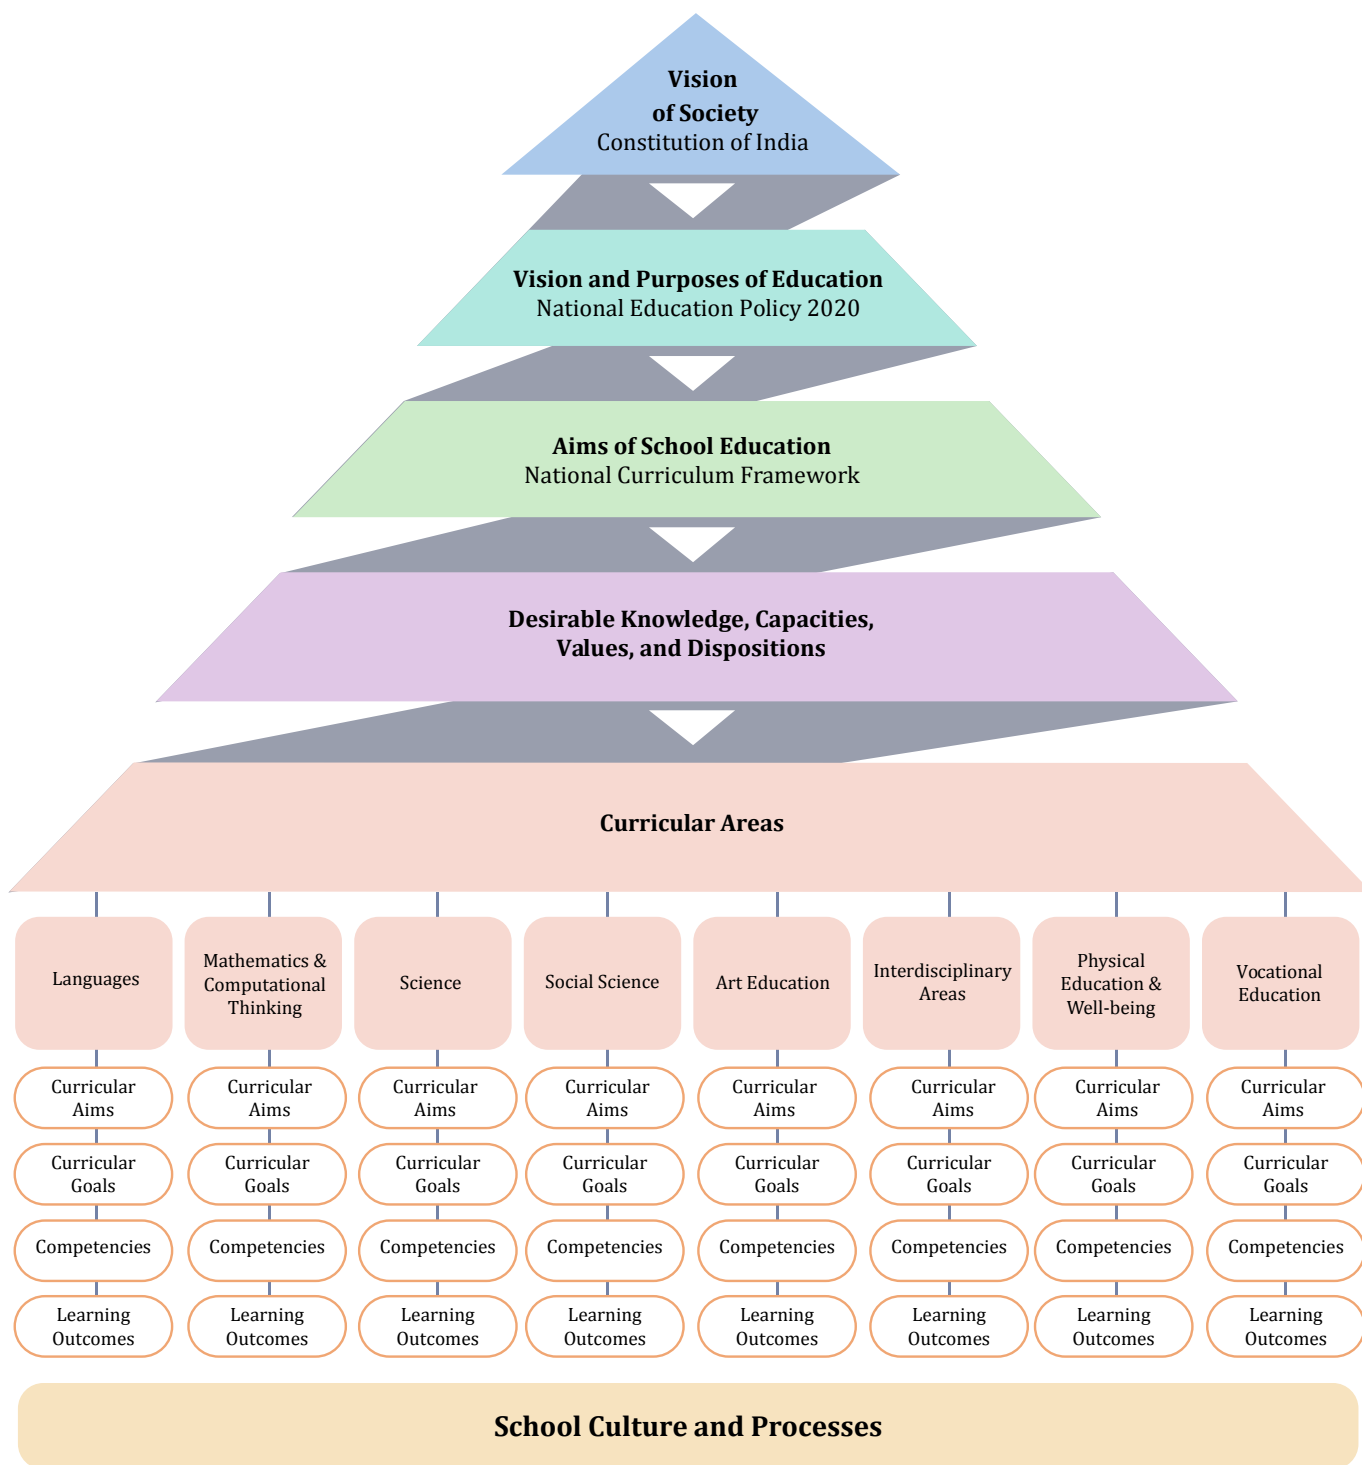 Vision
of Society
Constitution of India
Vision and Purposes of Education
National Education Policy 2020
Aims of School Education
National Curriculum Framework
Desirable Knowledge, Capacities,
Values, and Dispositions
Curricular Areas
Languages
Mathematics &
Computational
Thinking
Science
Social Science
Art Education
Interdisciplinary
Areas
Physical
Education &
Well-being
Vocational
Education
Curricular
Aims
Curricular
Aims
Curricular
Aims
Curricular
Aims
Curricular
Aims
Curricular
Aims
Curricular
Aims
Curricular
Aims
Curricular
Goals
Curricular
Goals
Curricular
Goals
Curricular
Goals
Curricular
Goals
Curricular
Goals
Curricular
Goals
Curricular
Goals
Competencies
Competencies
Competencies
Competencies
Competencies
Competencies
Competencies
Competencies
Learning
Outcomes
Learning
Outcomes
Learning
Outcomes
Learning
Outcomes
Learning
Outcomes
Learning
Outcomes
Learning
Outcomes
Learning
Outcomes
School Culture and Processes